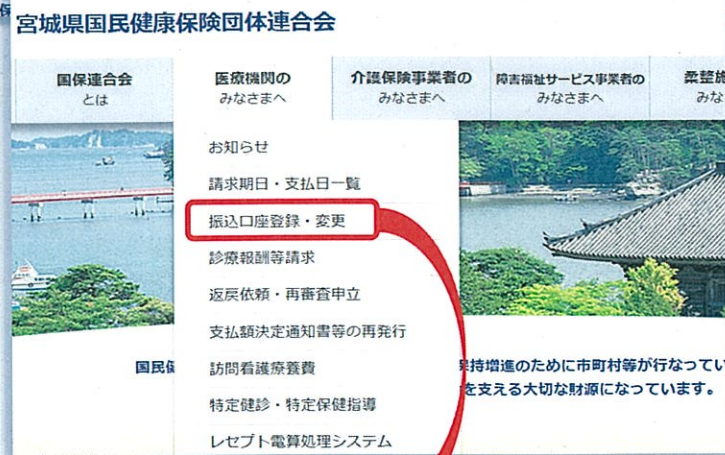 宮城県国民健康保険団体連合会
国保連合会
とは
医療機関の
みなさまへ
介護保険事業者の
みなさまへ
障害福祉サービス事業者の
みなさまへ
柔整施
みな
お知らせ
請求期日・支払日一覧
振込口座登録・変更
診療報酬等請求
返戻依頼・再審査申立
支払額決定通知書等の再発行
訪問看護療養費
特定健診・特定保健指導
レセプト電算処理システム
国民健
持増進のために市町村等が行なってい
を支える大切な財源になっています。